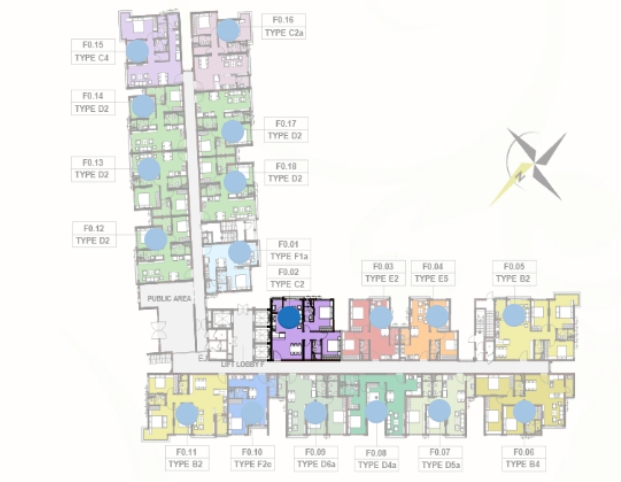 F0.16
TYPE C2a
F0.15
TYPE C4
F0.14
TYPE D2
F0.17
TYPE D2
F0.13
TYPE D2
F0.18
TYPE D2
F0.12
TYPE D2
F0.01
TYPE F1a
F0.02
TYPE C2
F0.03
TYPE E2
F0.04
TYPE E5
F0.05
TYPE B2
PUBLIC AREA
LIFT LOBBY F
N
F0.11
TYPE B2
F0.10
TYPE F2c
F0.09
TYPE D6a
F0.08
TYPE D4a
F0.07
TYPE D5a
F0.06
TYPE B4